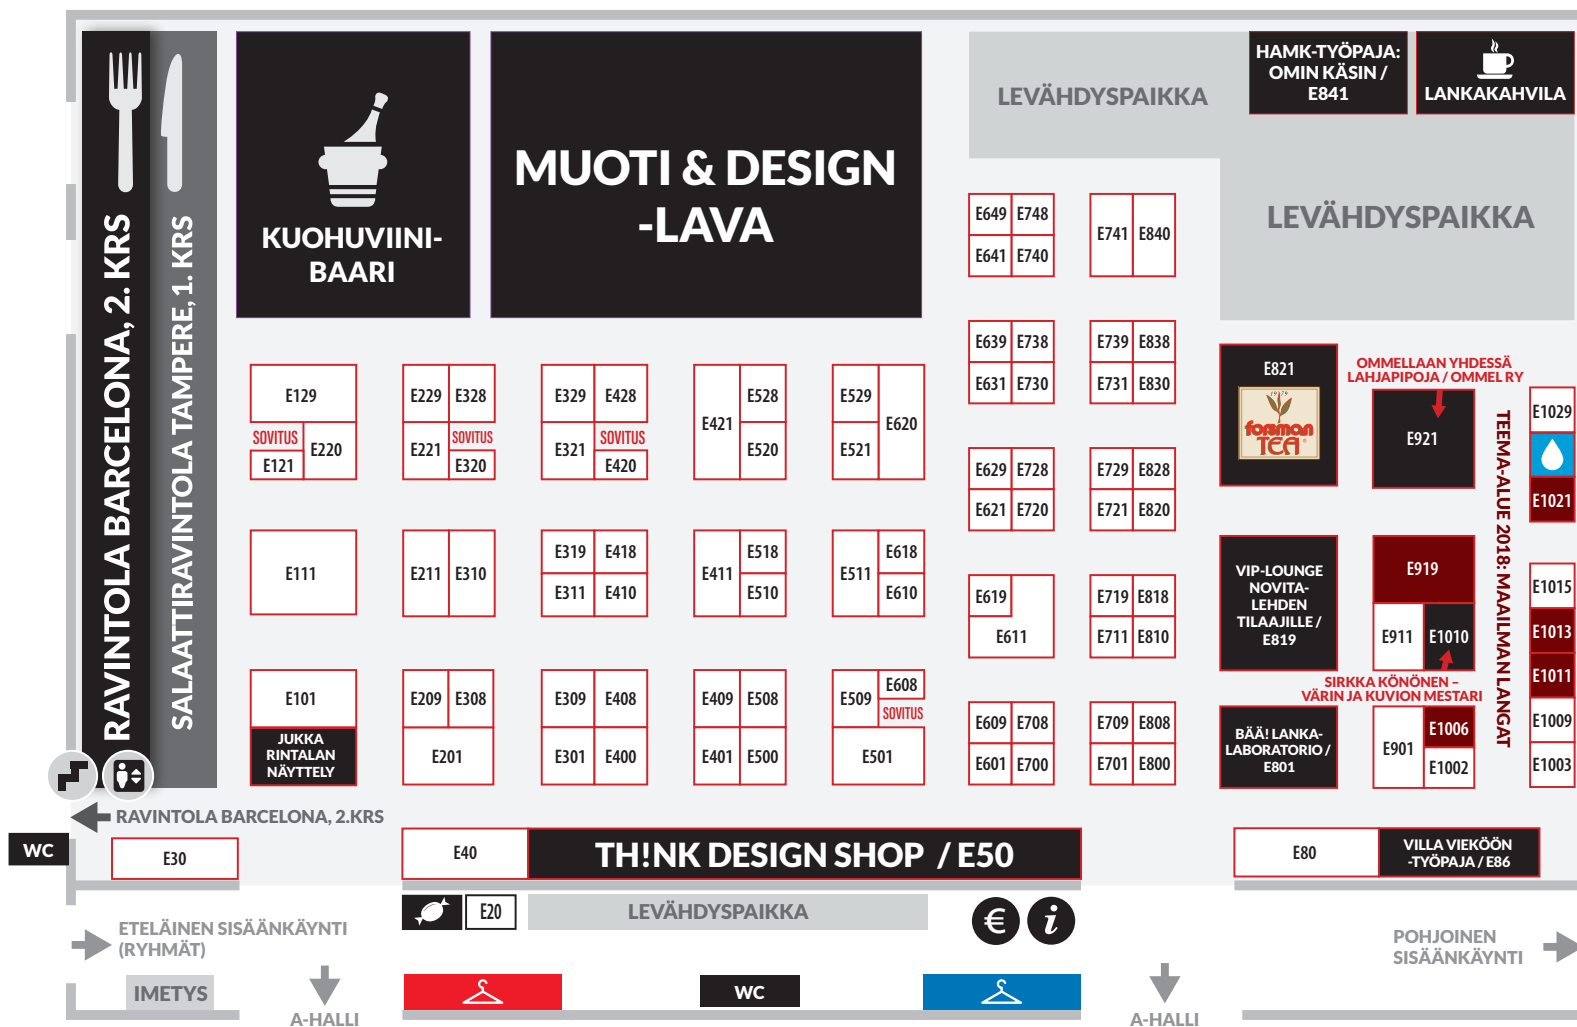 RAVINTOLA BARCELONA, 2. KRS
SALAATTIRAVINTOLA TAMPERE, 1. KRS
KUOHUVIINI-
BAARI
MUOTI & DESIGN
-LAVA
LEVÄHDYSPAIKKA
HAMK-TYÖPAJA:
OMIN KÄSIN /
E841
LANKAKAHVILA
LEVÄHDYSPAIKKA
E649 E748
E641 E740
E741 E840
E639 E738
E631 E730
E739 E838
E731 E830
E629 E728
E621 E720
E729 E828
E721 E820
E619
E611
E719 E818
E711 E810
E609 E708
E601 E700
E709 E808
E701 E800
E129
SOVITUS
E220
E121
E229 E328
E221
SOVITUS
E320
E329 E428
E321
SOVITUS
E420
E421
E528
E520
E529
E521
E620
E111
E211 E310
E319 E418
E311 E410
E411
E518
E510
E511
E618
E610
E101
JUKKA
RINTALAN
NÄYTTELY
E209 E308
E201
E309 E408
E301 E400
E409 E508
E401 E500
E509
E608
SOVITUS
E501
E821
1979
forsman
TEA
OMMELLAAN YHDESSÄ
LAHJAPIPOJA / OMMEL RY
E921
TEEMA-ALUE 2018: MAAILMAN LANGAT
E1029
E1021
VIP-LOUNGE
NOVITA-
LEHDEN
TILAAJILLE /
E819
E919
E911
E1010
SIRKKA KÖNÖNEN –
VÄRIN JA KUVION MESTARI
E1015
E1013
E1011
E1009
E1003
BÄÄ! LANKA-
LABORATORIO /
E801
E901
E1006
E1002
RAVINTOLA BARCELONA, 2.KRS
WC
E30
E40
TH!NK DESIGN SHOP / E50
E80
VILLA VIEKÖÖN
-TYÖPAJA / E86
E20
LEVÄHDYSPAIKKA
€
i
ETELÄINEN SISÄÄNKÄYNTI
(RYHMÄT)
POHJOINEN
SISÄÄNKÄYNTI
IMETYS
WC
A-HALLI
A-HALLI